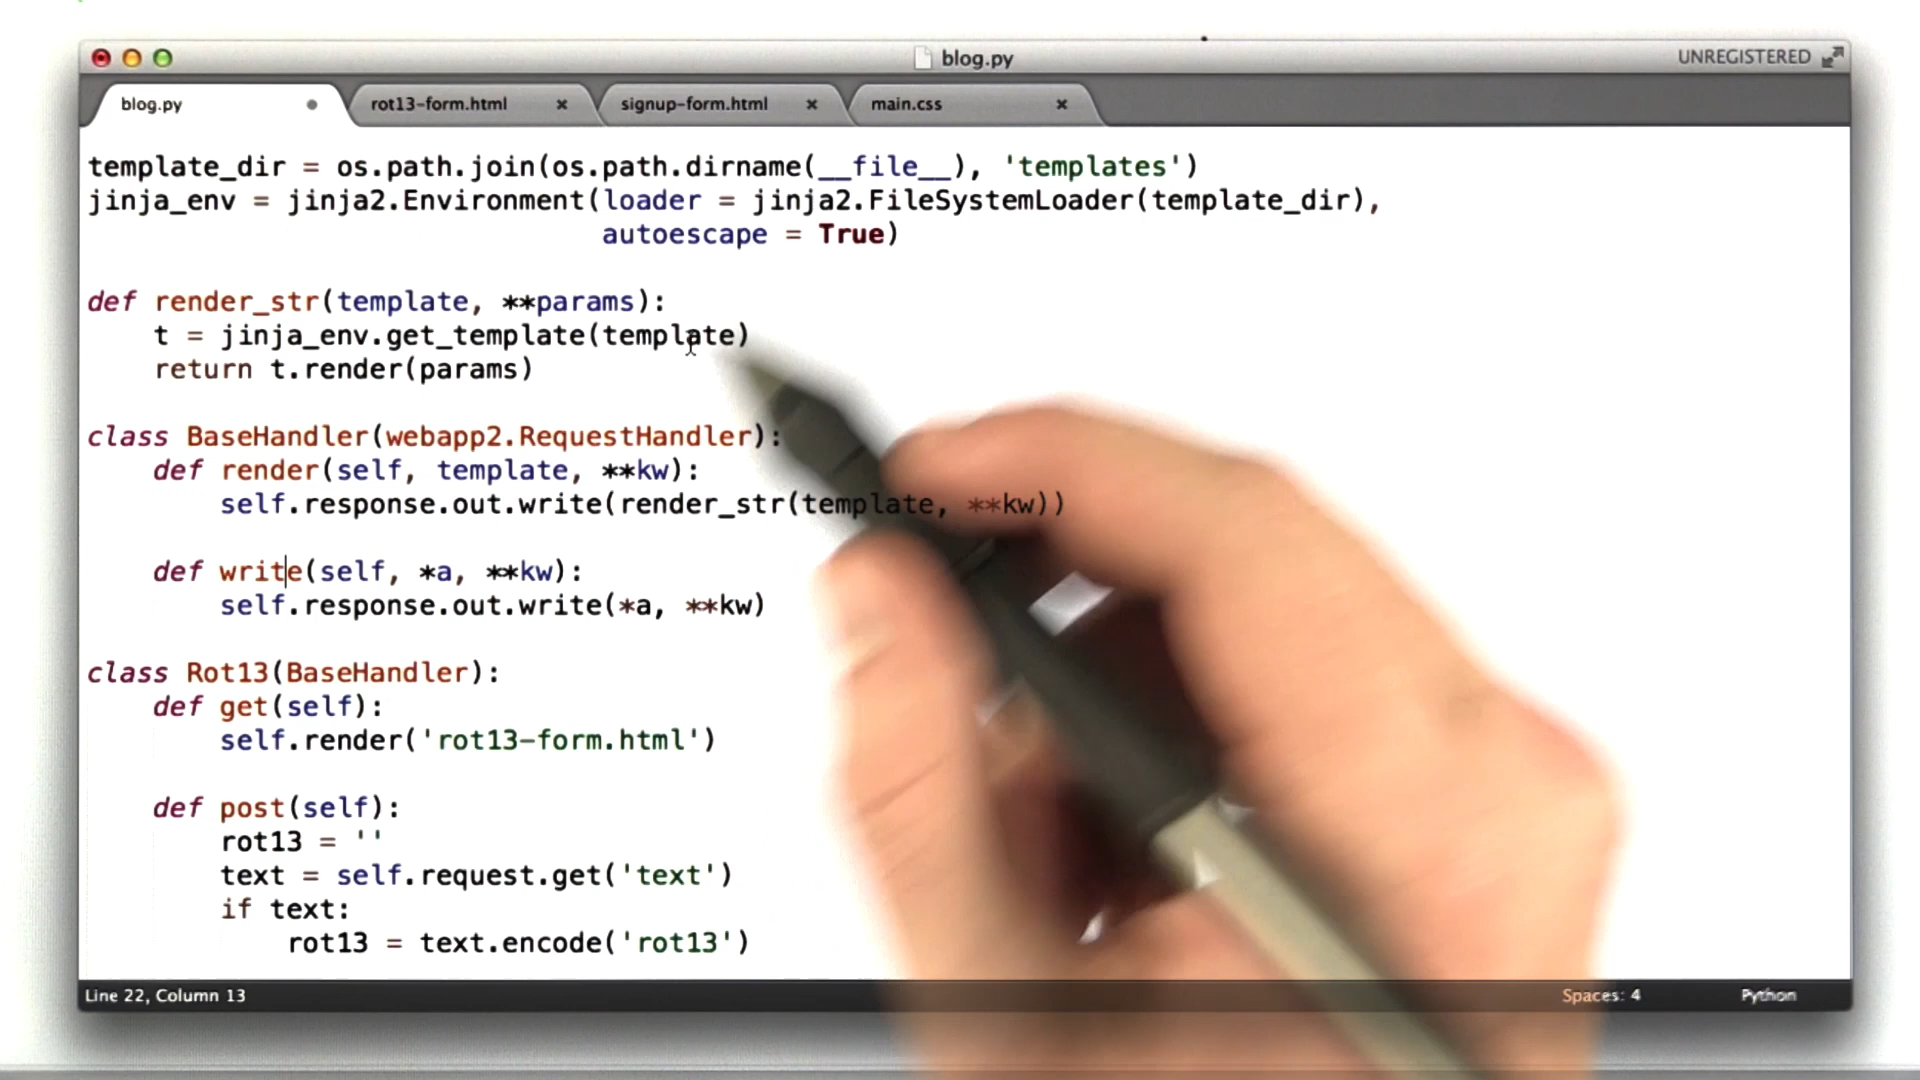 blog.py
UNREGISTERED
blog.py
rot13-form.html
signup-form.html
main.css
template_dir = os.path.join(os.path.dirname(__file__), 'templates')
jinja_env = jinja2.Environment(loader = jinja2.FileSystemLoader(template_dir),
autoescape = True)
def render_str(template, **params):
t = jinja_env.get_template(template)
return t.render(params)
class BaseHandler(webapp2.RequestHandler):
def render(self, template, **kw):
self.response.out.write(render_str(template, **kw))
def write(self, *a, **kw):
self.response.out.write(*a, **kw)
class Rot13(BaseHandler):
def get(self):
self.render('rot13-form.html')
def post(self):
rot13 = ''
text = self.request.get('text')
if text:
rot13 = text.encode('rot13')
Line 22, Column 13
Spaces: 4
Python